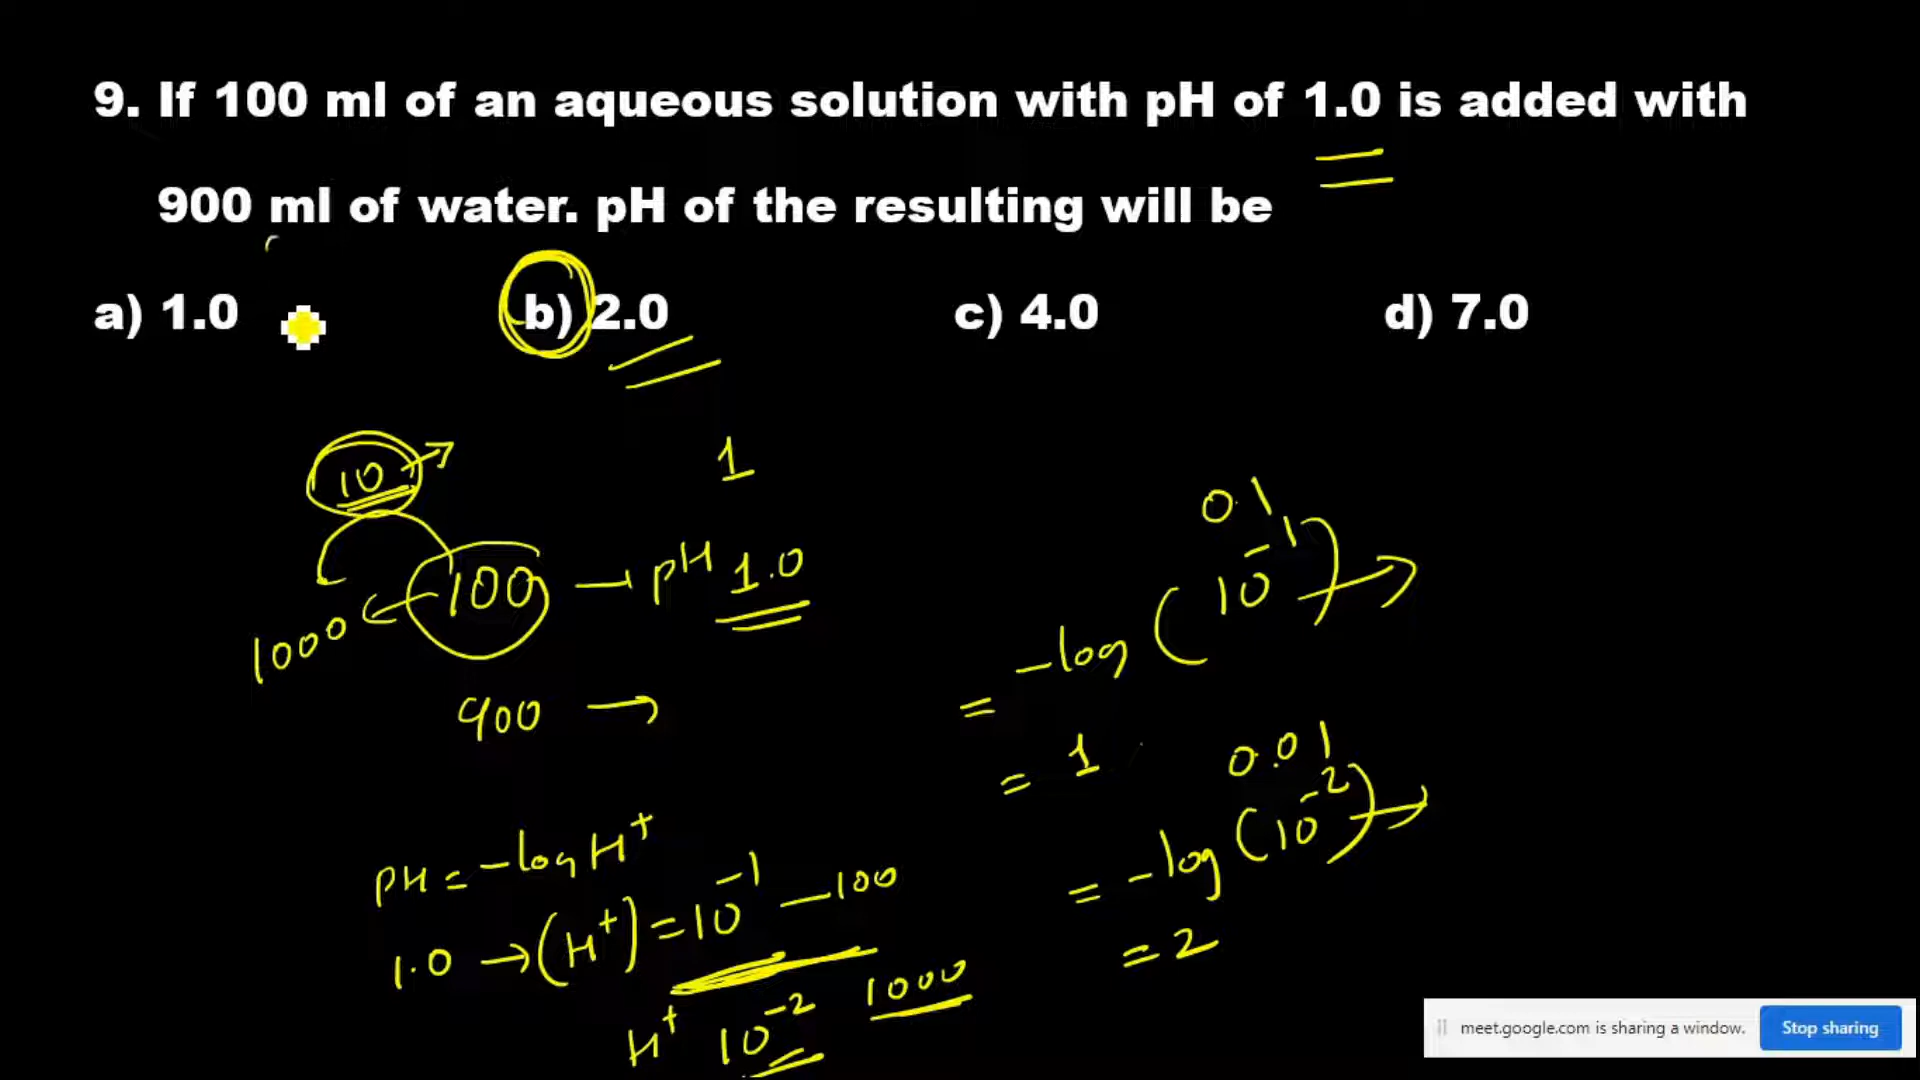 9. If 100 ml of an aqueous solution with pH of 1.0 is added with
900 ml of water. pH of the resulting will be
a) 1.0 b) 2.0 c) 4.0 d) 7.0
10
1
100 → pH 1.0
1000
900 →
0.1
= -log (10⁻¹) →
= 1
0.01
= -log (10⁻²) →
= 2
PH = -log H⁺
1.0 → (H⁺) = 10⁻¹ - 100
H⁺ 10⁻² 1000
meet.google.com is sharing a window.
Stop sharing